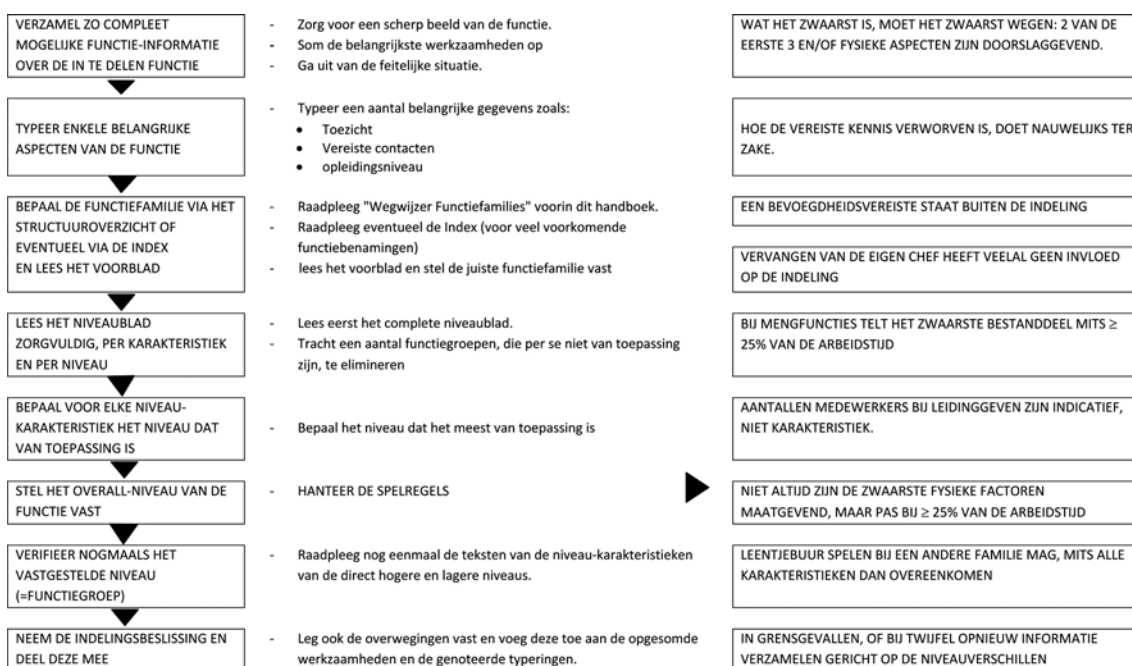 VERZAMEL ZO COMPLEET
MOGELIJKE FUNCTIE-INFORMATIE
OVER DE IN TE DELEN FUNCTIE
- Zorg voor een scherp beeld van de functie.
- Som de belangrijkste werkzaamheden op
- Ga uit van de feitelijke situatie.
TYPEER ENKELE BELANGRIJKE
ASPECTEN VAN DE FUNCTIE
- Typeer een aantal belangrijke gegevens zoals:
• Toezicht
• Vereiste contacten
• opleidingsniveau
BEPAAL DE FUNCTIEFAMILIE VIA HET
STRUCTUUROVERZICHT OF
EVENTUEEL VIA DE INDEX
EN LEES HET VOORBLAD
- Raadpleeg "Wegwijzer Functiefamilies" voorin dit handboek.
- Raadpleeg eventueel de Index (voor veel voorkomende
functiebenamingen)
- lees het voorblad en stel de juiste functiefamilie vast
LEES HET NIVEAUBLAD
ZORGVULDIG, PER KARAKTERISTIEK
EN PER NIVEAU
- Lees eerst het complete niveaublad.
- Tracht een aantal functiegroepen, die per se niet van toepassing
zijn, te elimineren
BEPAAL VOOR ELKE NIVEAU-
KARAKTERISTIEK HET NIVEAU DAT
VAN TOEPASSING IS
- Bepaal het niveau dat het meest van toepassing is
STEL HET OVERALL-NIVEAU VAN DE
FUNCTIE VAST
- HANTEER DE SPELREGELS
VERIFIEER NOGMAALS HET
VASTGESTELDE NIVEAU
(=FUNCTIEGROEP)
- Raadpleeg nog eenmaal de teksten van de niveau-karakteristieken
van de direct hogere en lagere niveaus.
NEEM DE INDELINGSBESLISSING EN
DEEL DEZE MEE
- Leg ook de overwegingen vast en voeg deze toe aan de opgesomde
werkzaamheden en de genoteerde typeringen.
WAT HET ZWAARST IS, MOET HET ZWAARST WEGEN: 2 VAN DE
EERSTE 3 EN/OF FYSIEKE ASPECTEN ZIJN DOORSLAGGEVEND.
HOE DE VEREISTE KENNIS VERWORVEN IS, DOET NAUWELIJKS TER
ZAKE.
EEN BEVOEGDHEIDSVEREISTE STAAT BUITEN DE INDELING
VERVANGEN VAN DE EIGEN CHEF HEEFT VEELAL GEEN INVLOED
OP DE INDELING
BIJ MENGFUNCTIES TELT HET ZWAARSTE BESTANDDEEL MITS ≥
25% VAN DE ARBEIDSTIJD
AANTALLEN MEDEWERKERS BIJ LEIDINGGEVEN ZIJN INDICATIEF,
NIET KARAKTERISTIEK.
NIET ALTIJD ZIJN DE ZWAARSTE FYSIEKE FACTOREN
MAATGEVEND, MAAR PAS BIJ ≥ 25% VAN DE ARBEIDSTIJD
LEENTJEBUUR SPELEN BIJ EEN ANDERE FAMILIE MAG, MITS ALLE
KARAKTERISTIEKEN DAN OVEREENKOMEN
IN GRENSGEVALLEN, OF BIJ TWIJFEL OPNIEUW INFORMATIE
VERZAMELEN GERICHT OP DE NIVEAUVERSCHILLEN